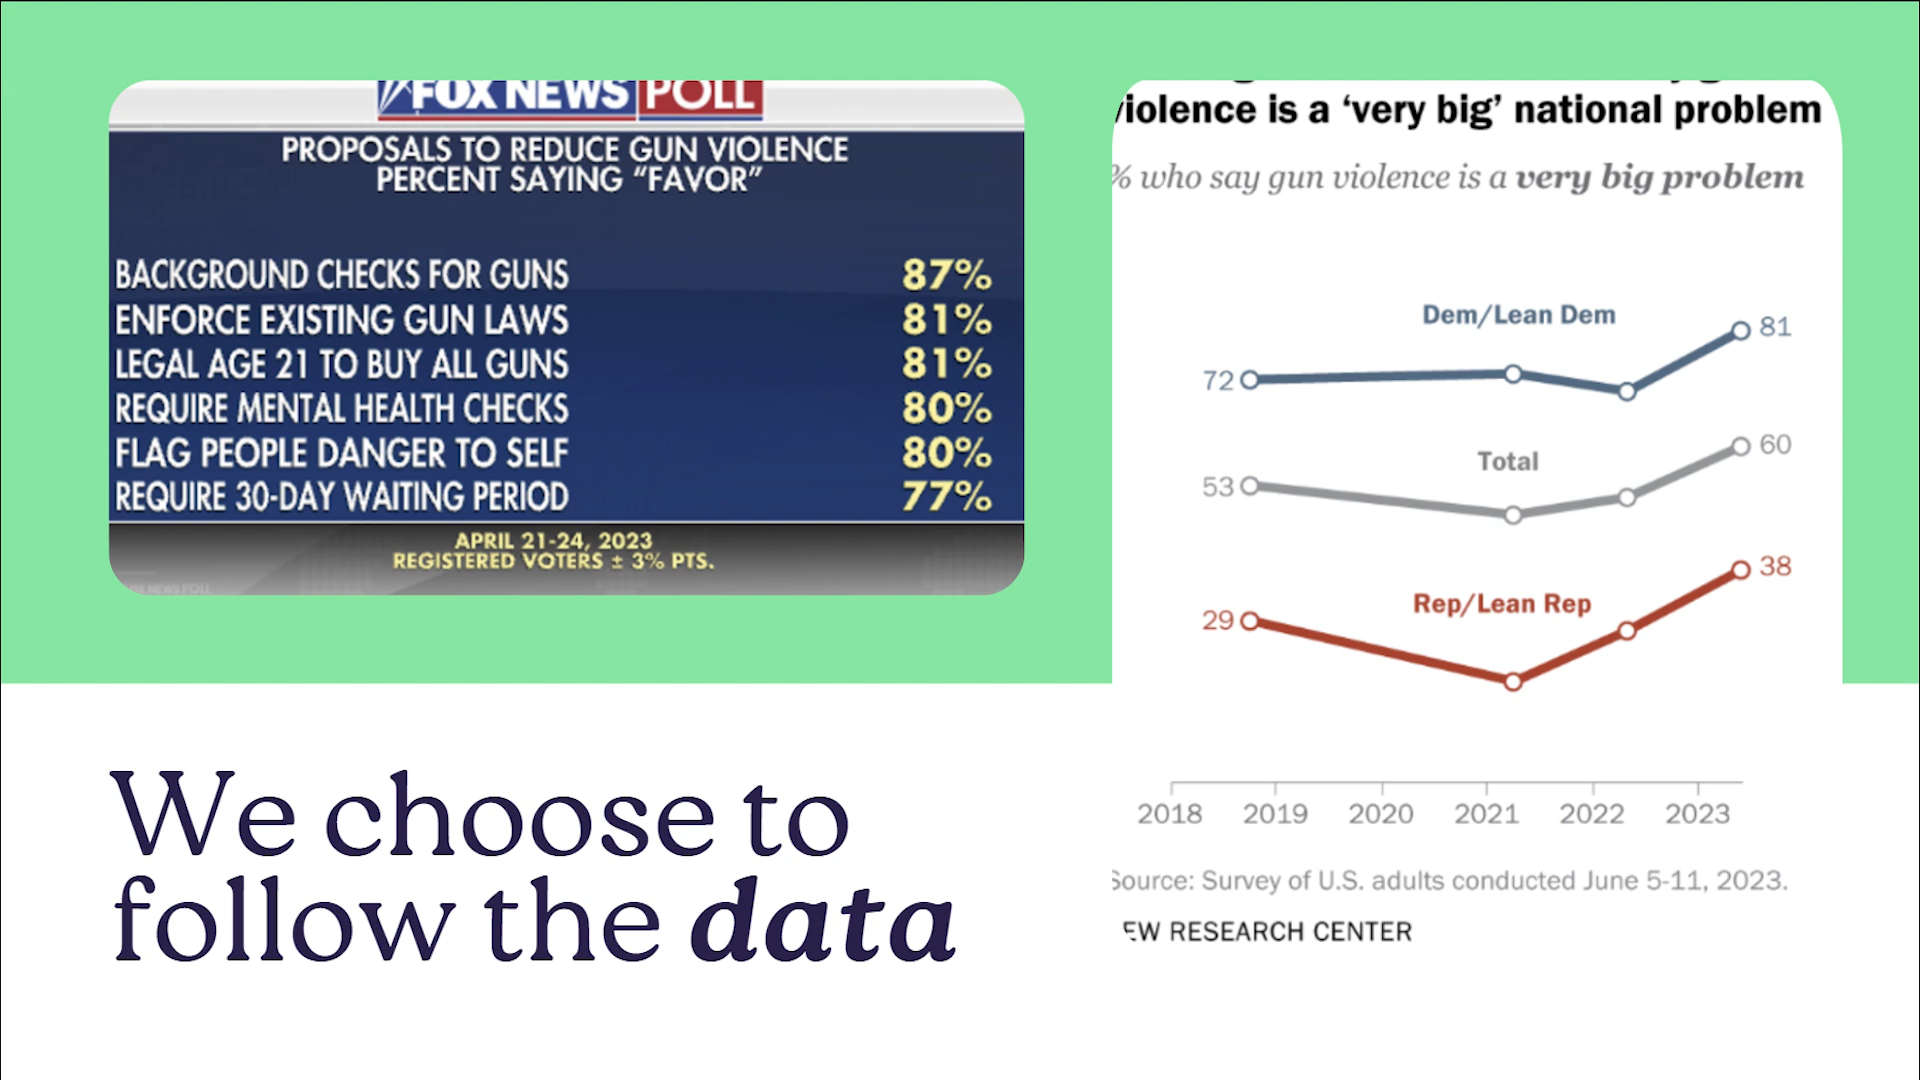 FOX NEWS POLL
PROPOSALS TO REDUCE GUN VIOLENCE
PERCENT SAYING “FAVOR”
BACKGROUND CHECKS FOR GUNS 87%
ENFORCE EXISTING GUN LAWS 81%
LEGAL AGE 21 TO BUY ALL GUNS 81%
REQUIRE MENTAL HEALTH CHECKS 80%
FLAG PEOPLE DANGER TO SELF 80%
REQUIRE 30-DAY WAITING PERIOD 77%
APRIL 21-24, 2023
REGISTERED VOTERS ± 3% PTS.
NEWS POLL
violence is a ‘very big’ national problem
% who say gun violence is a very big problem
Dem/Lean Dem
81
72
Total
60
53
38
Rep/Lean Rep
29
2018 2019 2020 2021 2022 2023
Source: Survey of U.S. adults conducted June 5-11, 2023.
EW RESEARCH CENTER
We choose to
follow the data